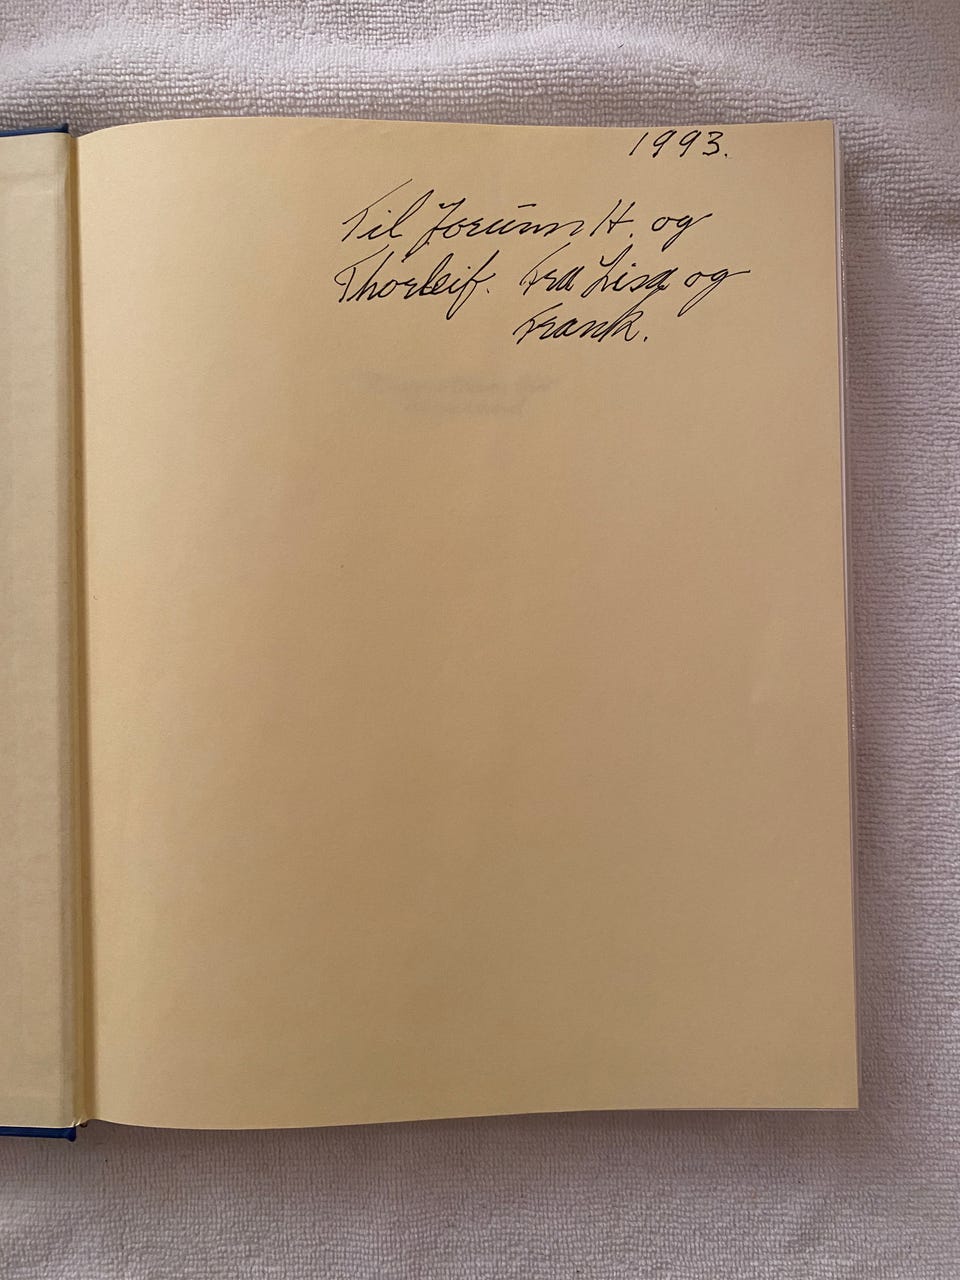 1993.
Til Jorunn H. og
Thorleif. Fra Lisa og
Frank.